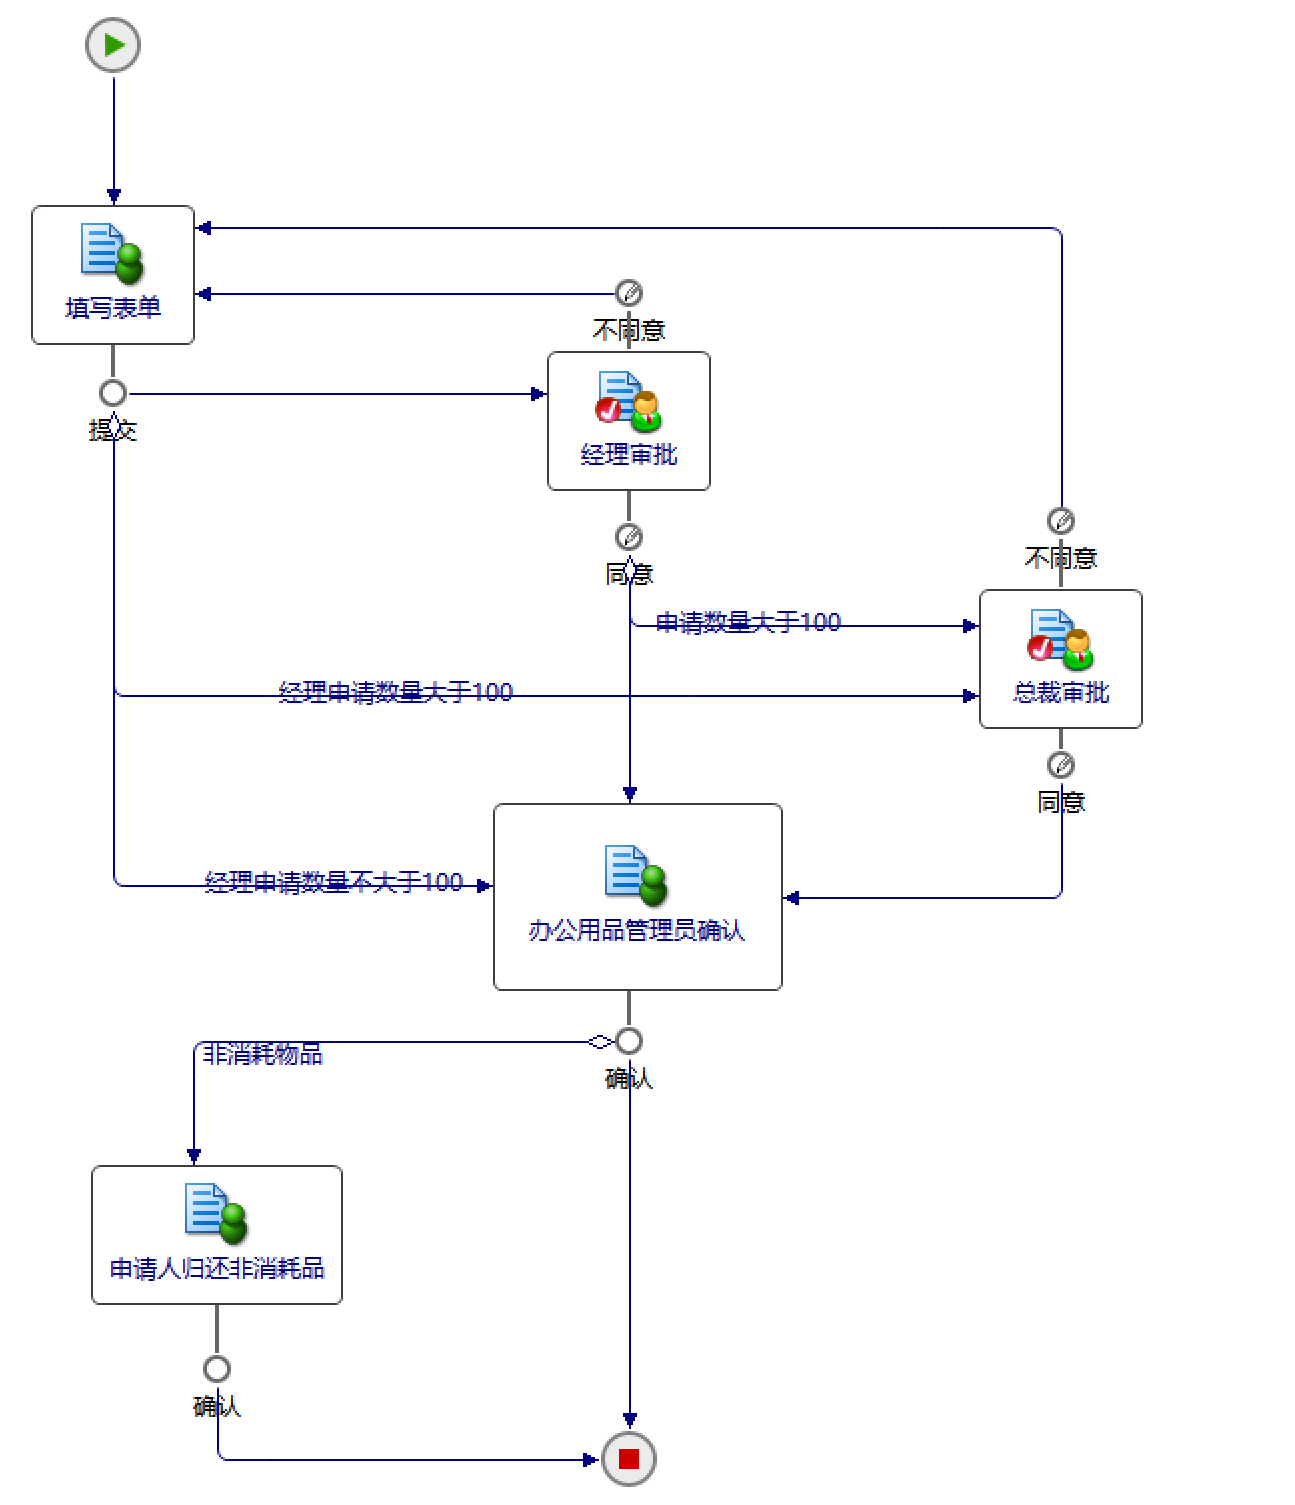 填写表单
不同意
提交
经理审批
不同意
同意
申请数量大于100
经理申请数量大于100
总裁审批
同意
经理申请数量不大于100
办公用品管理员确认
非消耗物品
确认
申请人归还非消耗品
确认